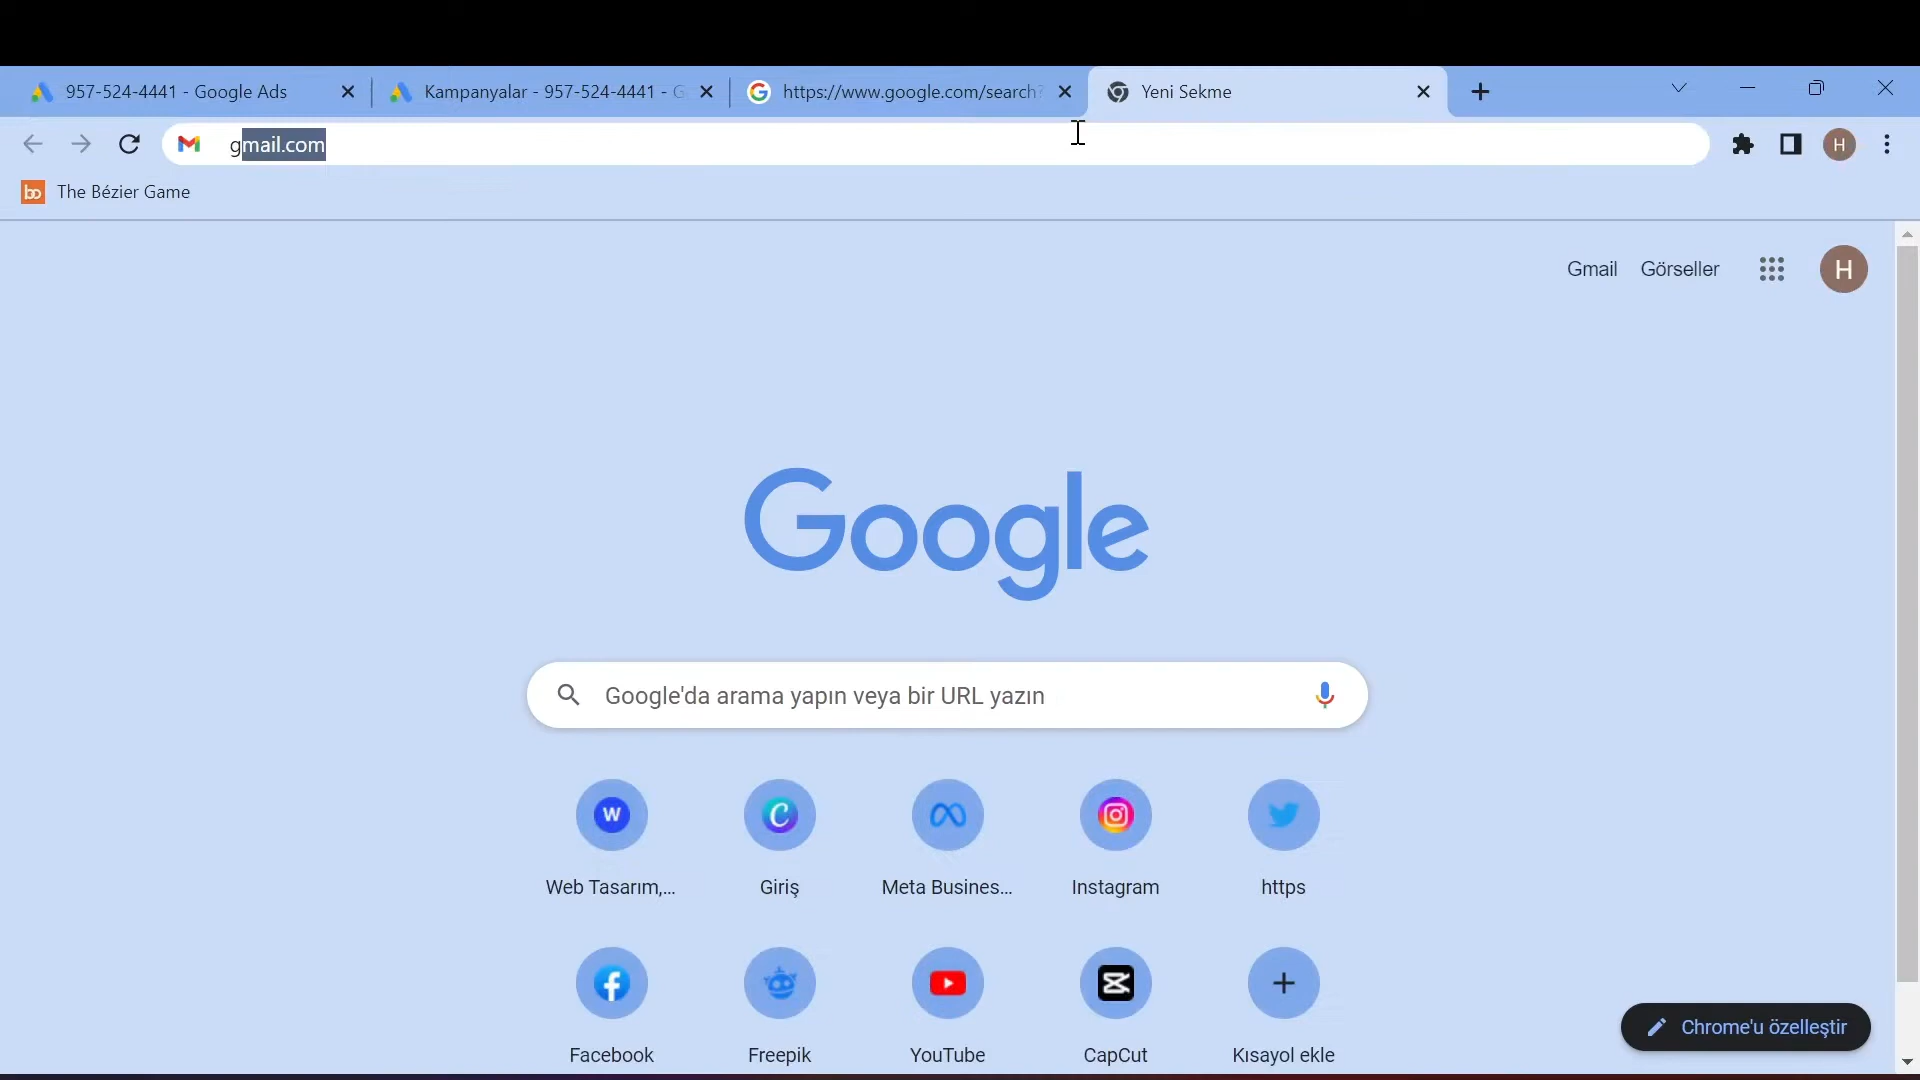 957-524-4441 - Google Ads
Kampanyalar - 957-524-4441 - G
https://www.google.com/search?
Yeni Sekme
gmail.com
H
bo The Bézier Game
Gmail Görseller
H
Google
Google'da arama yapın veya bir URL yazın
W
Web Tasarım,...
Giriş
Meta Busines...
Instagram
https
Facebook
Freepik
YouTube
CapCut
Kısayol ekle
Chrome'u özelleştir